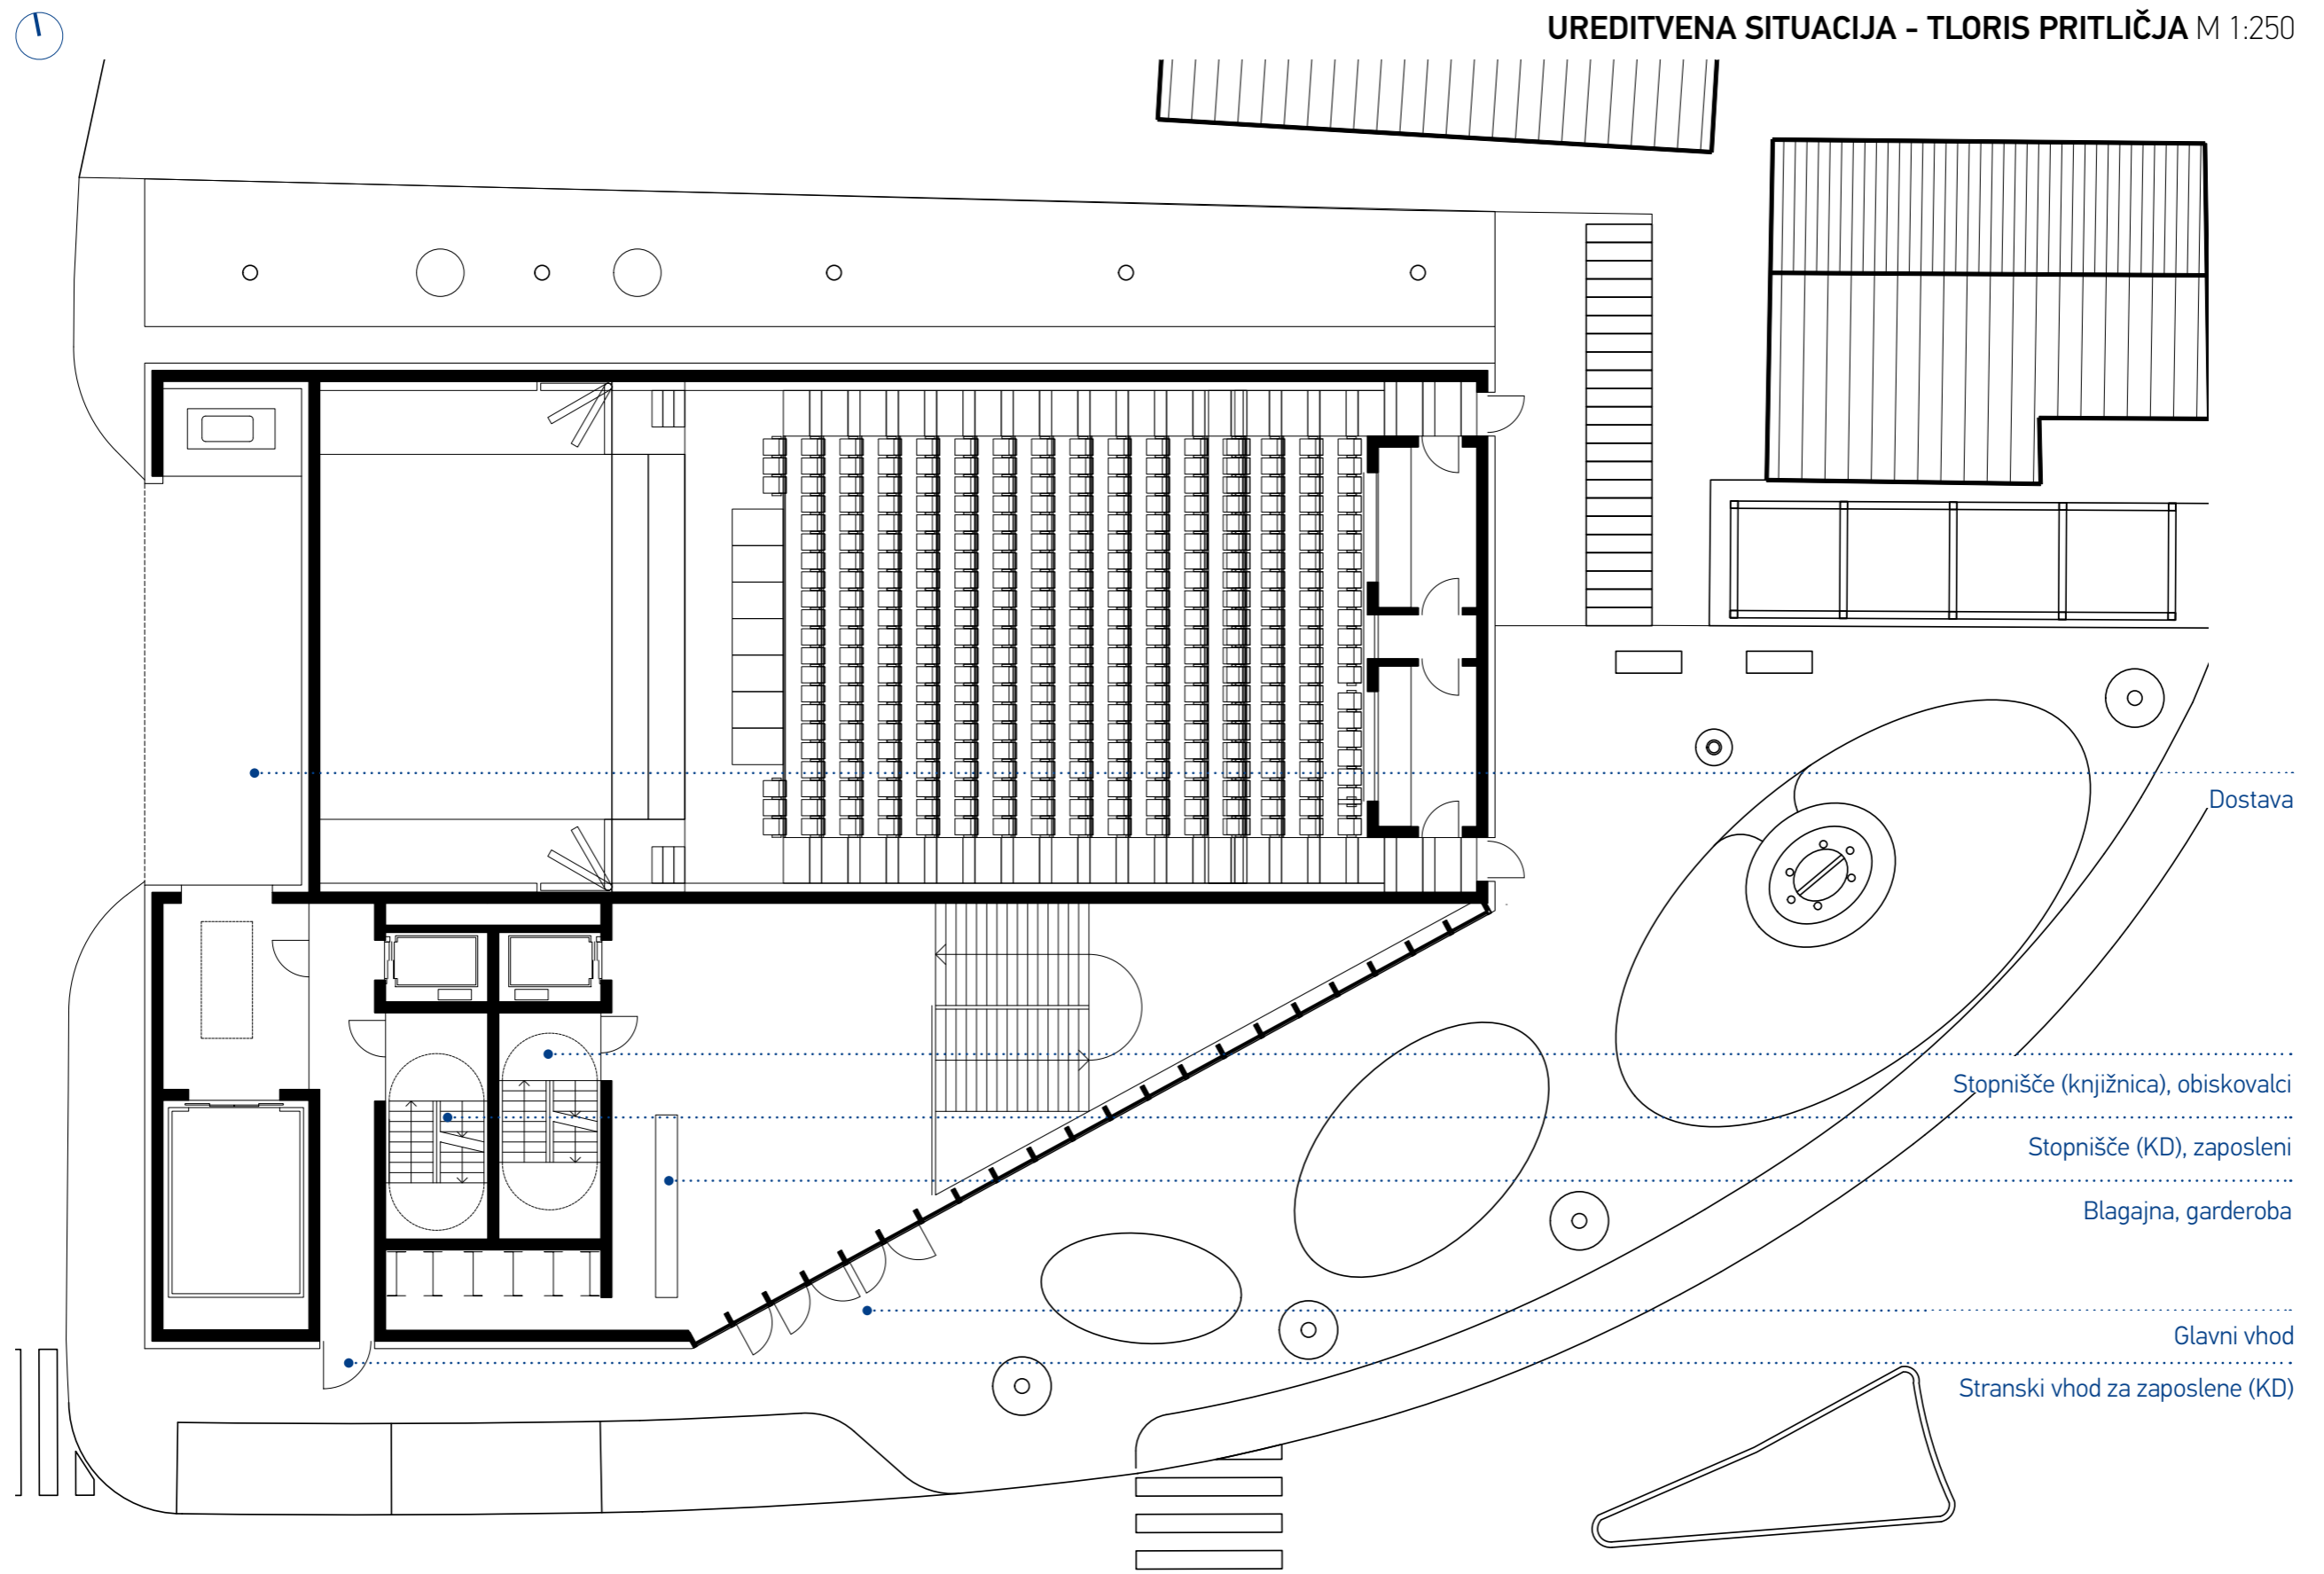 UREDITVENA SITUACIJA - TLORIS PRITLIČJA M 1:250
Dostava
Stopnišče (knjižnica), obiskovalci
Stopnišče (KD), zaposleni
Blagajna, garderoba
Glavni vhod
Stranski vhod za zaposlene (KD)